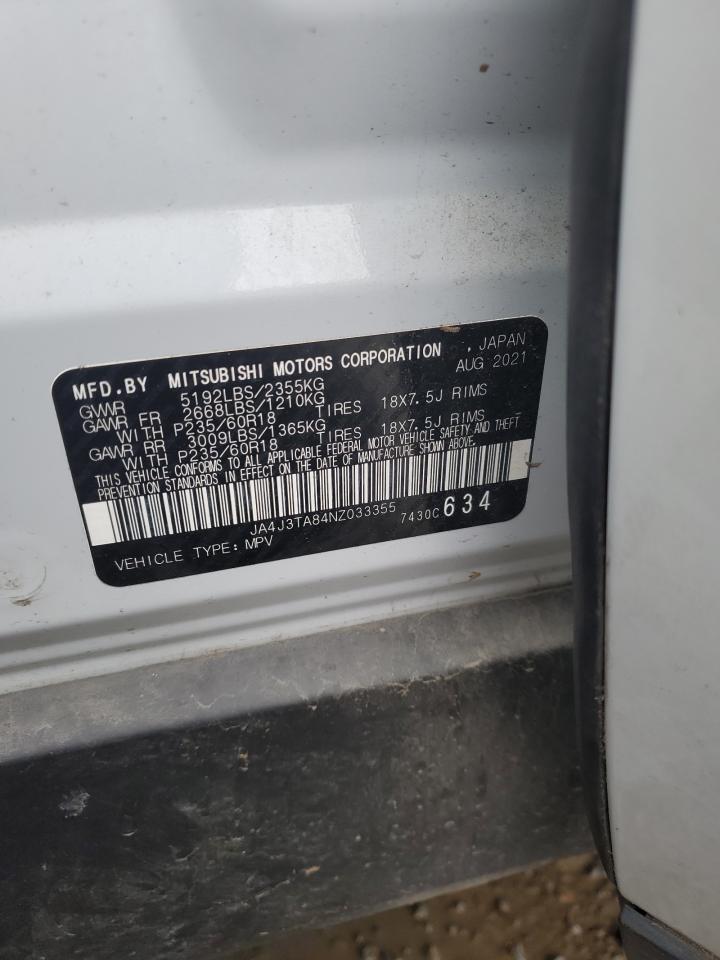 MFD.BY MITSUBISHI MOTORS CORPORATION , JAPAN
GVWR 5192LBS/2355KG AUG 2021
GAWR FR 2668LBS/1210KG
WITH P235/60R18 TIRES 18X7.5J RIMS
GAWR RR 3009LBS/1365KG
WITH P235/60R18 TIRES 18X7.5J RIMS
THIS VEHICLE CONFORMS TO ALL APPLICABLE FEDERAL MOTOR VEHICLE SAFETY AND THEFT
PREVENTION STANDARDS IN EFFECT ON THE DATE OF MANUFACTURE SHOWN ABOVE.
JA4J3TA84NZ033355
VEHICLE TYPE: MPV 7430C 634